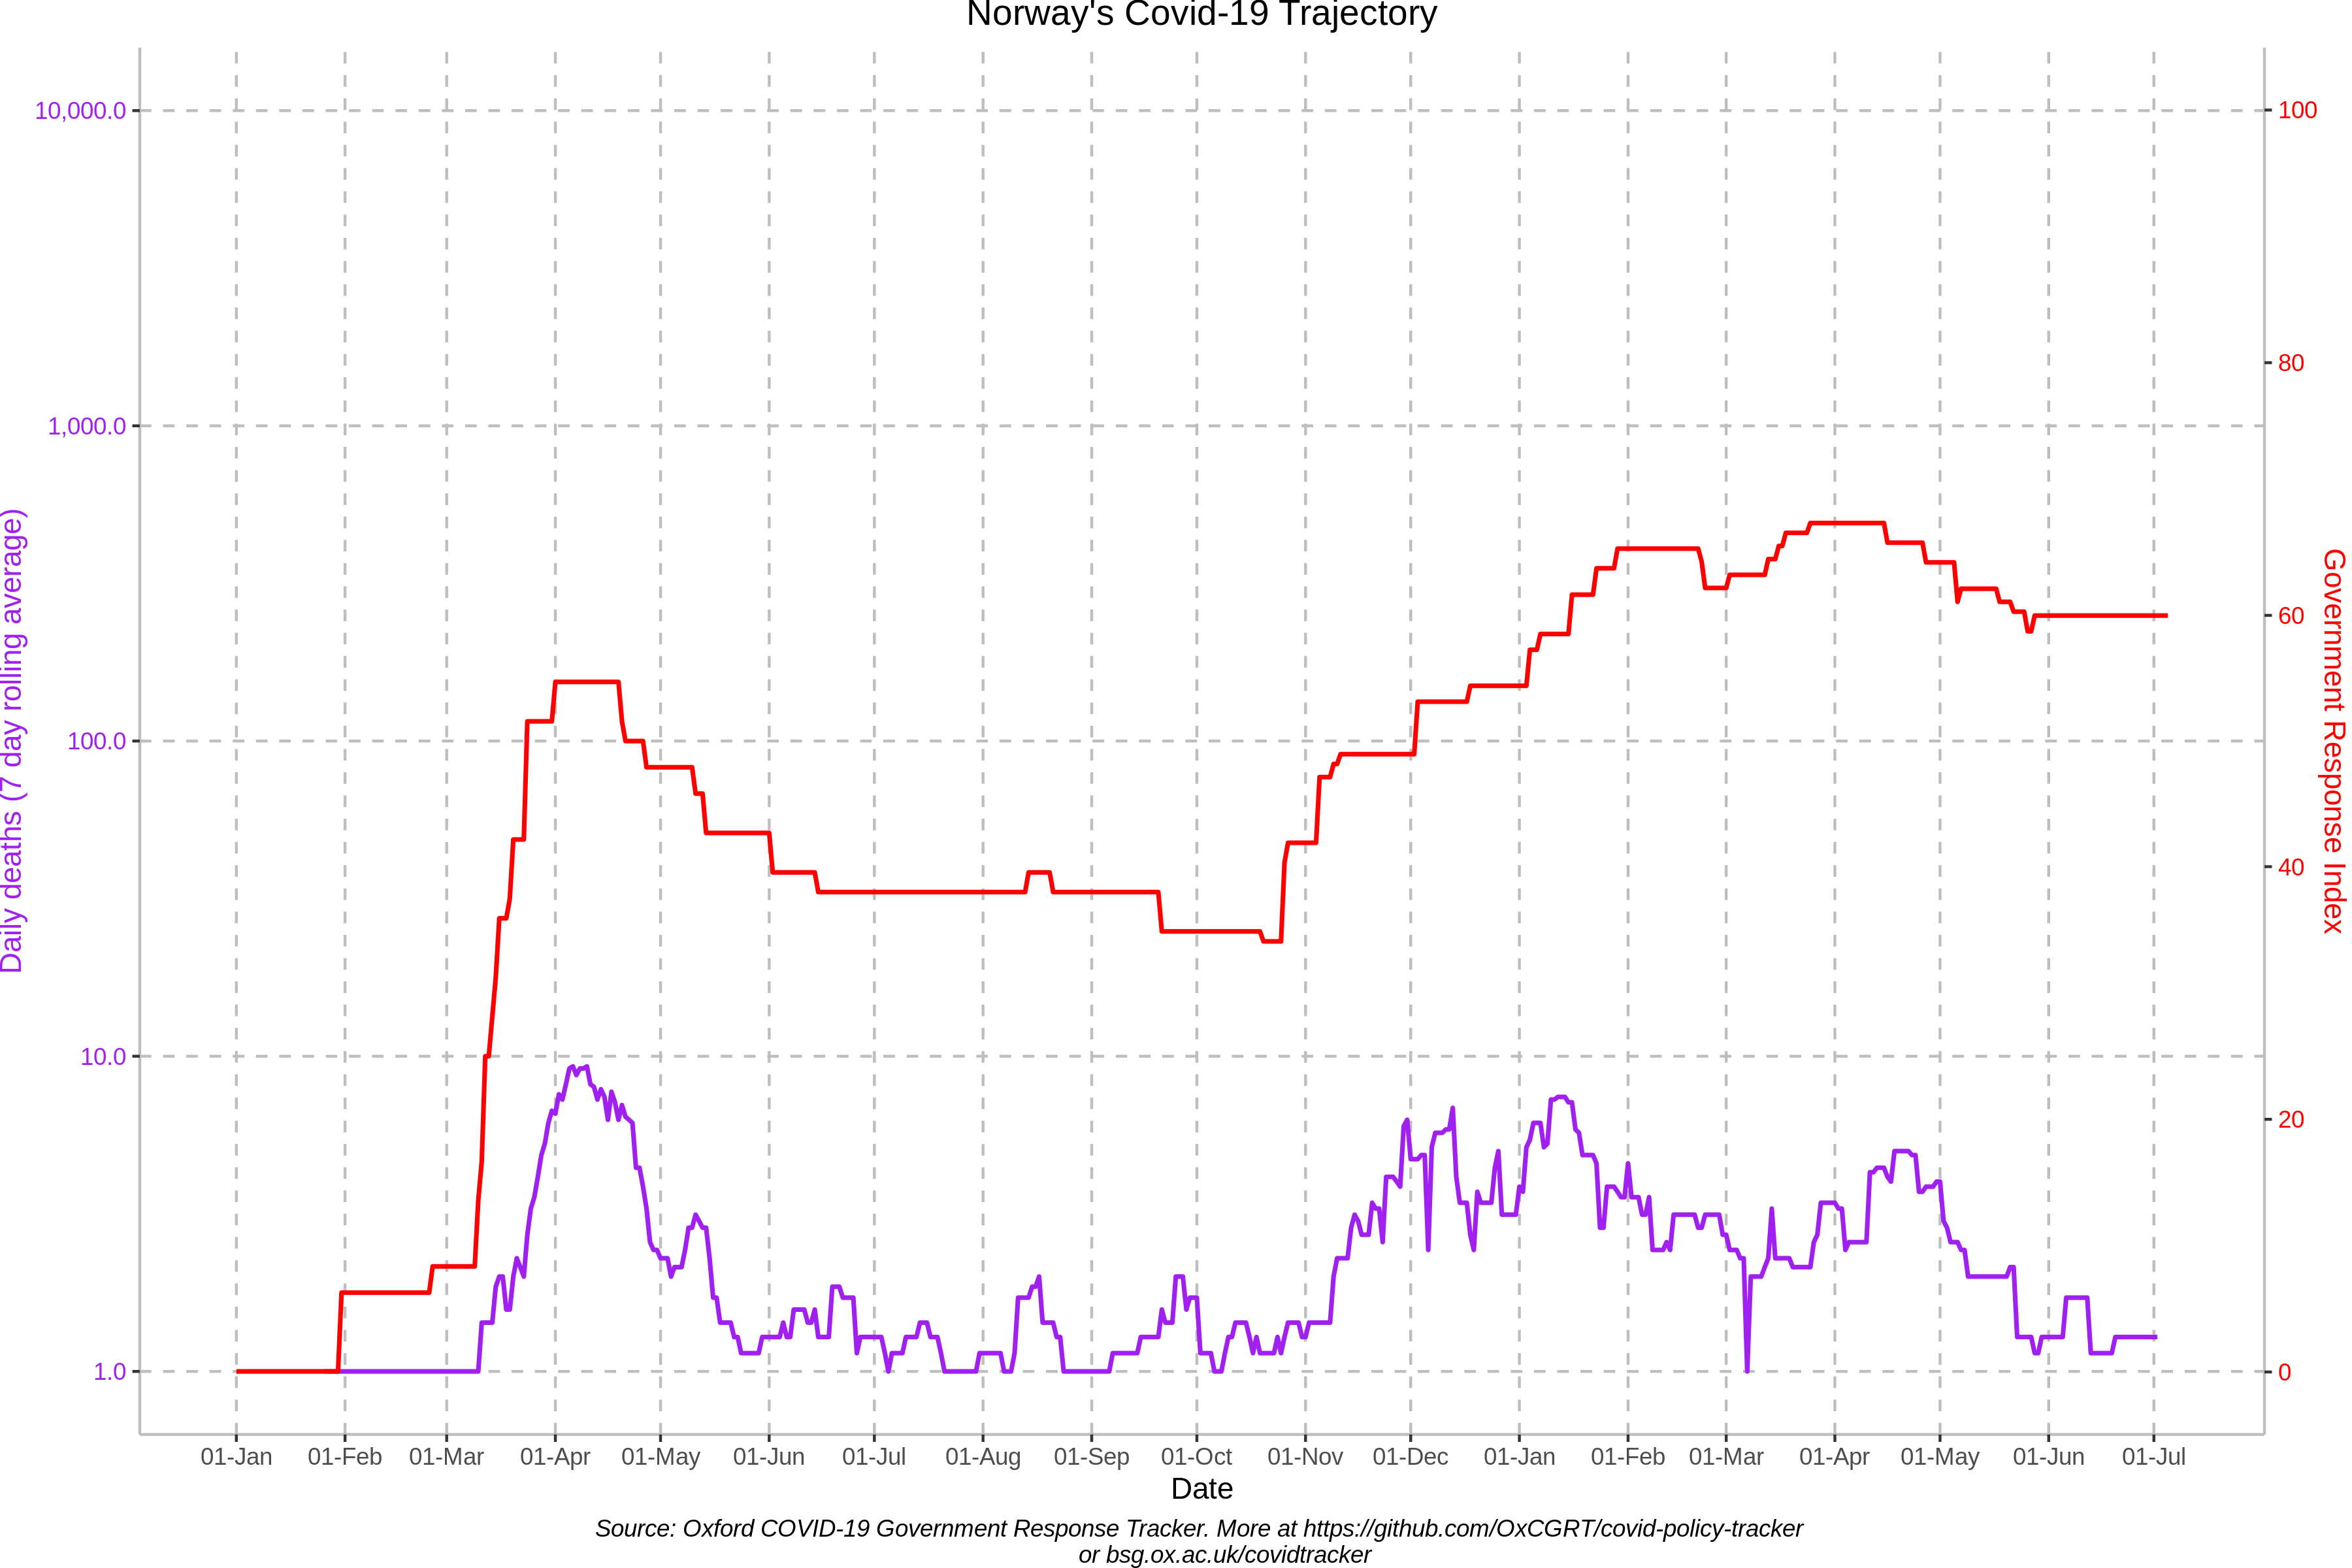 Norway's Covid-19 Trajectory
10,000.0
1,000.0
100.0
10.0
1.0
Daily deaths (7 day rolling average)
100
80
60
40
20
0
Government Response Index
01-Jan 01-Feb 01-Mar 01-Apr 01-May 01-Jun 01-Jul 01-Aug 01-Sep 01-Oct 01-Nov 01-Dec 01-Jan 01-Feb 01-Mar 01-Apr 01-May 01-Jun 01-Jul
Date
Source: Oxford COVID-19 Government Response Tracker. More at https://github.com/OxCGRT/covid-policy-tracker
or bsg.ox.ac.uk/covidtracker